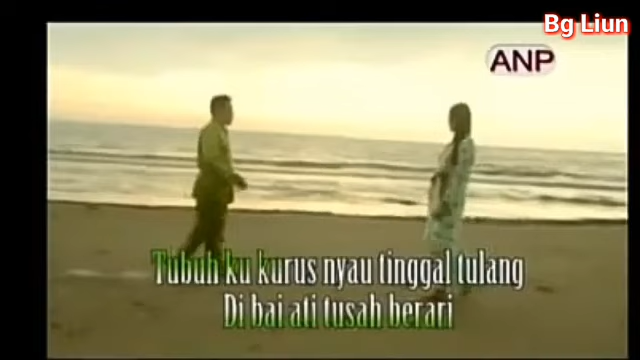 Bg Liun
ANP
Tubuh ku kurus nyau tinggal tulang
Di bai ati tusah berari